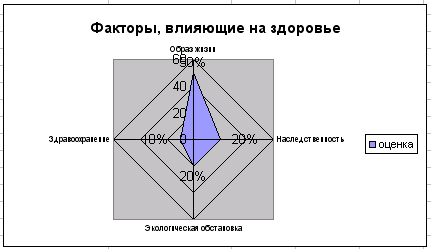 Факторы, влияющие на здоровье
Образ жизни
60
50%
40
20
Здравоохранение
10%
0
20%
Наследственность
оценка
20%
Экологическая обстановка